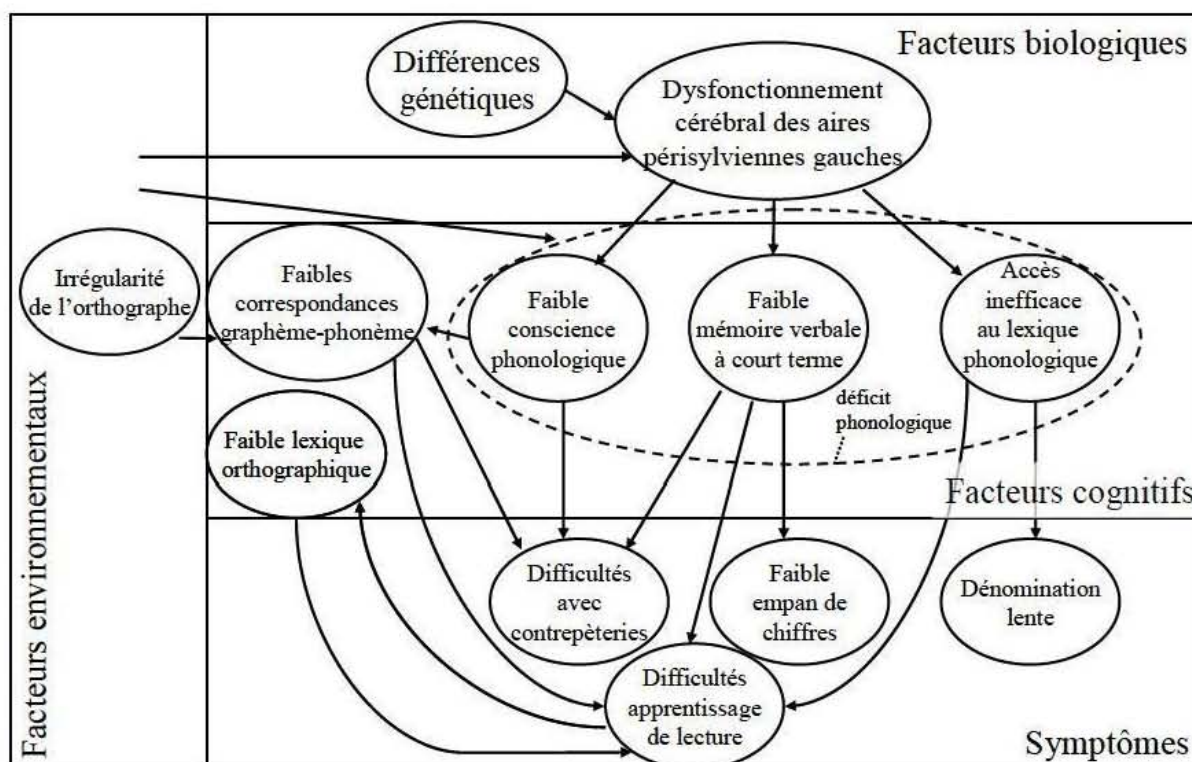 Facteurs biologiques
Différences
génétiques
Dysfonctionnement
cérébral des aires
périsylviennes gauches
Irrégularité
de l’orthographe
Faibles
correspondances
graphème-phonème
Faible
conscience
phonologique
Faible
mémoire verbale
à court terme
Accès
inefficace
au lexique
phonologique
déficit
phonologique
Faible lexique
orthographique
Facteurs cognitifs
Facteurs environnementaux
Difficultés
avec
contrepèteries
Faible
empan de
chiffres
Dénomination
lente
Difficultés
apprentissage
de lecture
Symptômes